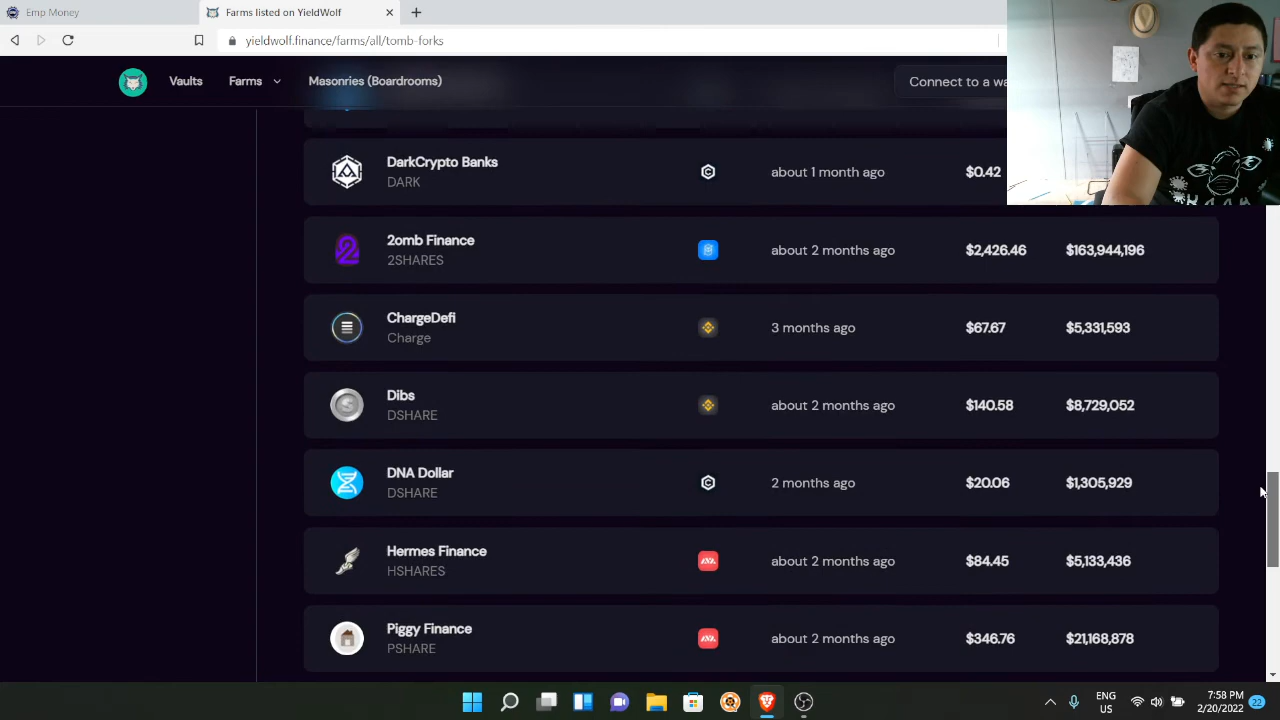 Emp Money
Farms listed on YieldWolf
yieldwolf.finance/farms/all/tomb-forks
Vaults
Farms
Masonries (Boardrooms)
Connect to a wa
DarkCrypto Banks
DARK
about 1 month ago
$0.42
2omb Finance
2SHARES
about 2 months ago
$2,426.46
$163,944,196
ChargeDefi
Charge
3 months ago
$67.67
$5,331,593
Dibs
DSHARE
about 2 months ago
$140.58
$8,729,052
DNA Dollar
DSHARE
2 months ago
$20.06
$1,305,929
Hermes Finance
HSHARES
about 2 months ago
$84.45
$5,133,436
Piggy Finance
PSHARE
about 2 months ago
$346.76
$21,168,878
ENG
US
7:58 PM
2/20/2022
22